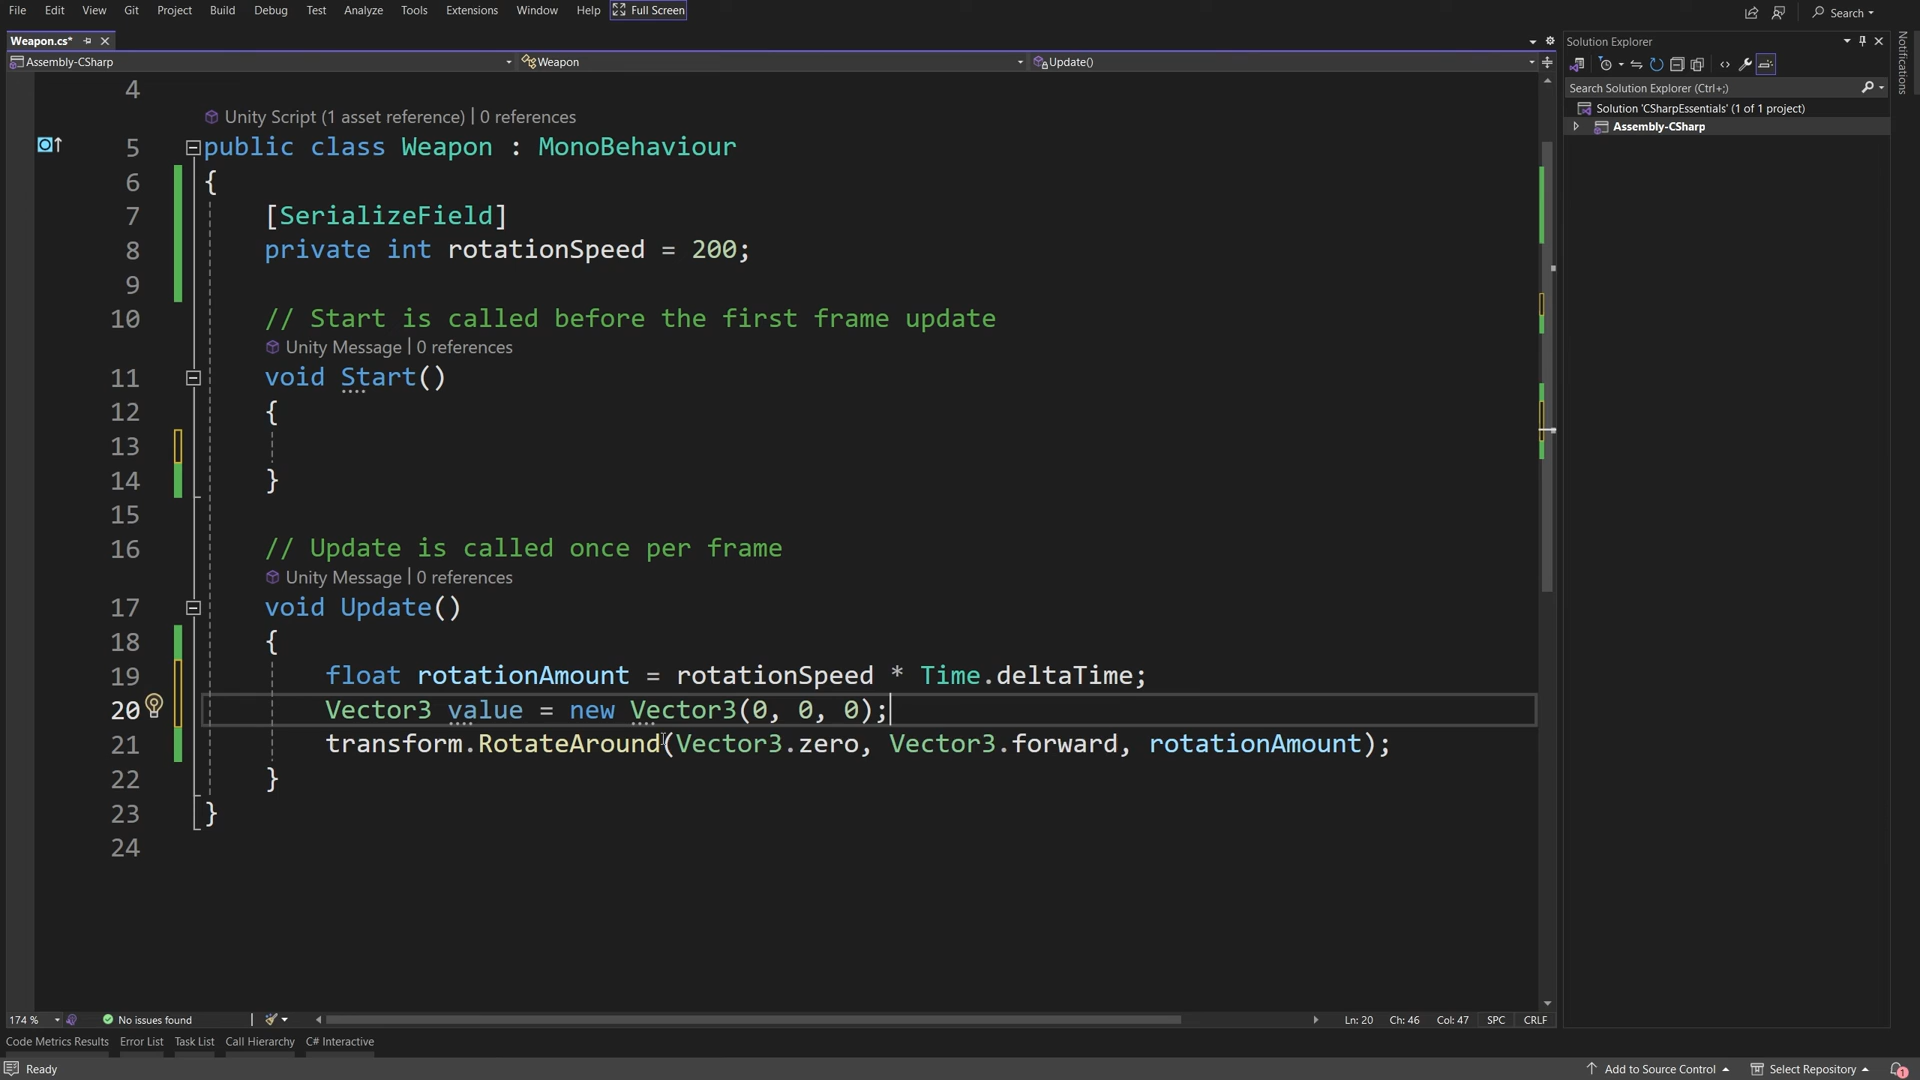 File Edit View Git Project Build Debug Test Analyze Tools Extensions Window Help Full Screen Search
Weapon.cs*
Assembly-CSharp Weapon Update()
4
Unity Script (1 asset reference) | 0 references
5 public class Weapon : MonoBehaviour
6 {
7 [SerializeField]
8 private int rotationSpeed = 200;
9
10 // Start is called before the first frame update
Unity Message | 0 references
11 void Start()
12 {
13
14 }
15
16 // Update is called once per frame
Unity Message | 0 references
17 void Update()
18 {
19 float rotationAmount = rotationSpeed * Time.deltaTime;
20 Vector3 value = new Vector3(0, 0, 0);
21 transform.RotateAround(Vector3.zero, Vector3.forward, rotationAmount);
22 }
23 }
24
Solution Explorer
Search Solution Explorer (Ctrl+;)
Solution 'CSharpEssentials' (1 of 1 project)
Assembly-CSharp
Notifications
174 % No issues found Ln: 20 Ch: 46 Col: 47 SPC CRLF
Code Metrics Results Error List Task List Call Hierarchy C# Interactive
Ready Add to Source Control Select Repository